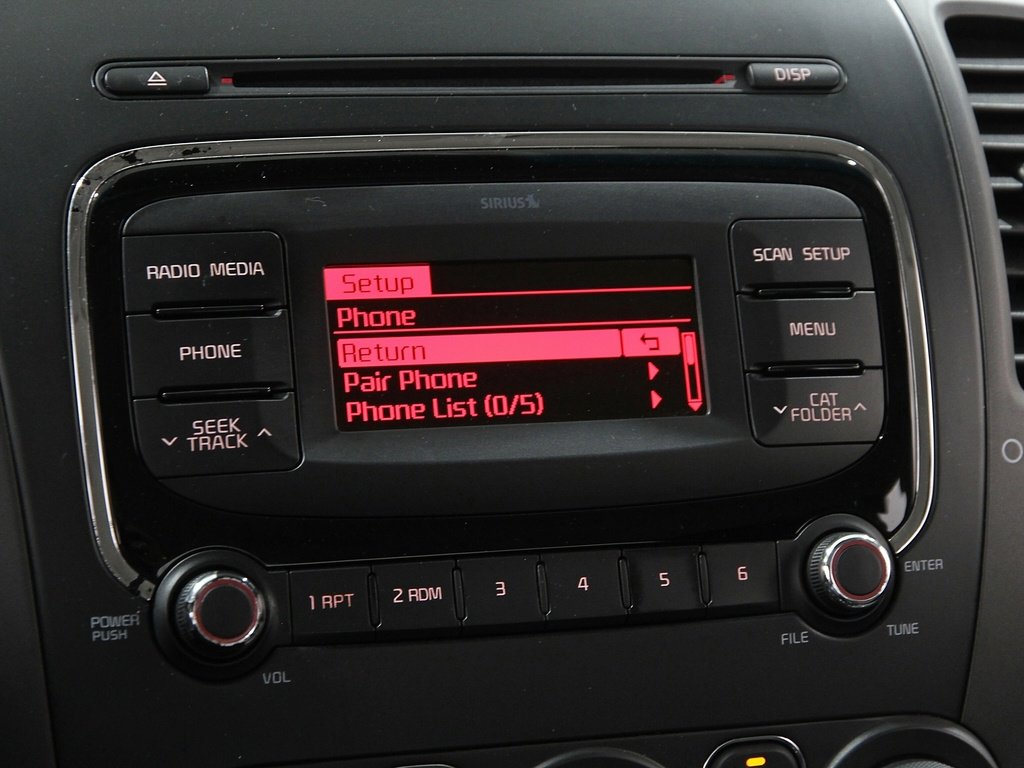 DISP
SIRIUS
RADIO MEDIA
PHONE
SEEK
TRACK
Setup
Phone
Return
Pair Phone
Phone List (0/5)
SCAN SETUP
MENU
CAT
FOLDER
POWER
PUSH
VOL
1 RPT
2 RDM
3
4
5
6
ENTER
FILE
TUNE